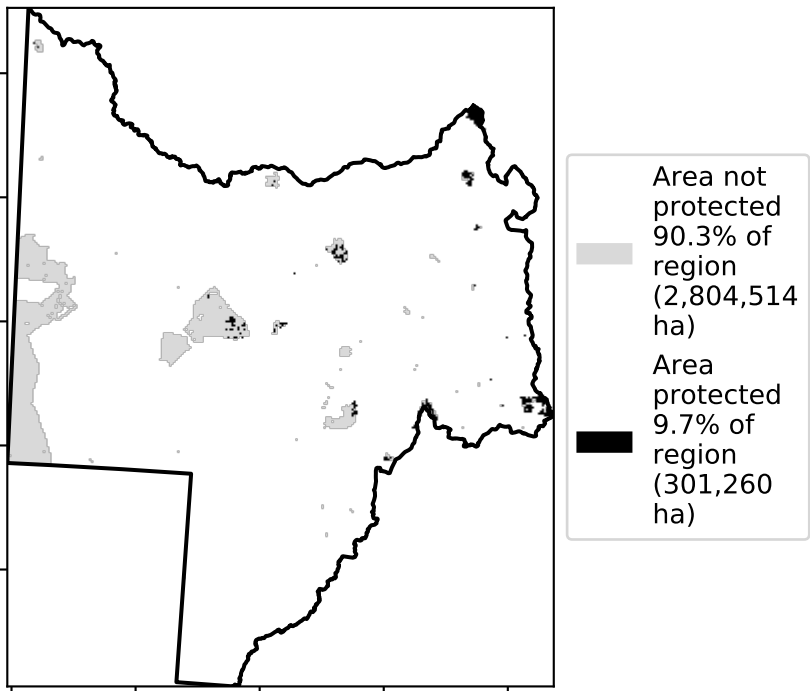 Area not
protected
90.3% of
region
(2,804,514
ha)
Area
protected
9.7% of
region
(301,260
ha)